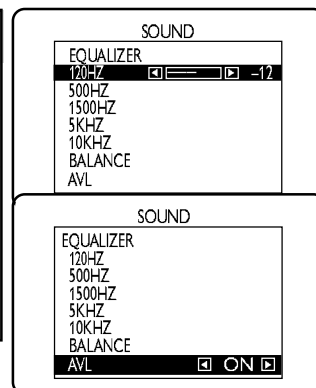 SOUND
EQUALIZER
120HZ -12
500HZ
1500HZ
5KHZ
10KHZ
BALANCE
AVL
SOUND
EQUALIZER
120HZ
500HZ
1500HZ
5KHZ
10KHZ
BALANCE
AVL ON